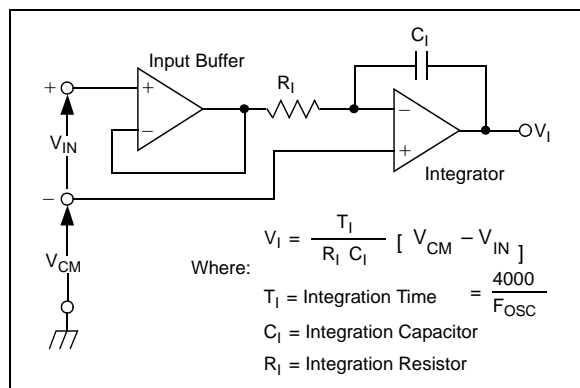 Input Buffer
C_I
R_I
+
+
−
−
+
V_IN
−
V_I
Integrator
V_CM
V_I = T_I / R_I C_I [ V_CM – V_IN ]
Where:
T_I = Integration Time = 4000 / F_OSC
C_I = Integration Capacitor
R_I = Integration Resistor